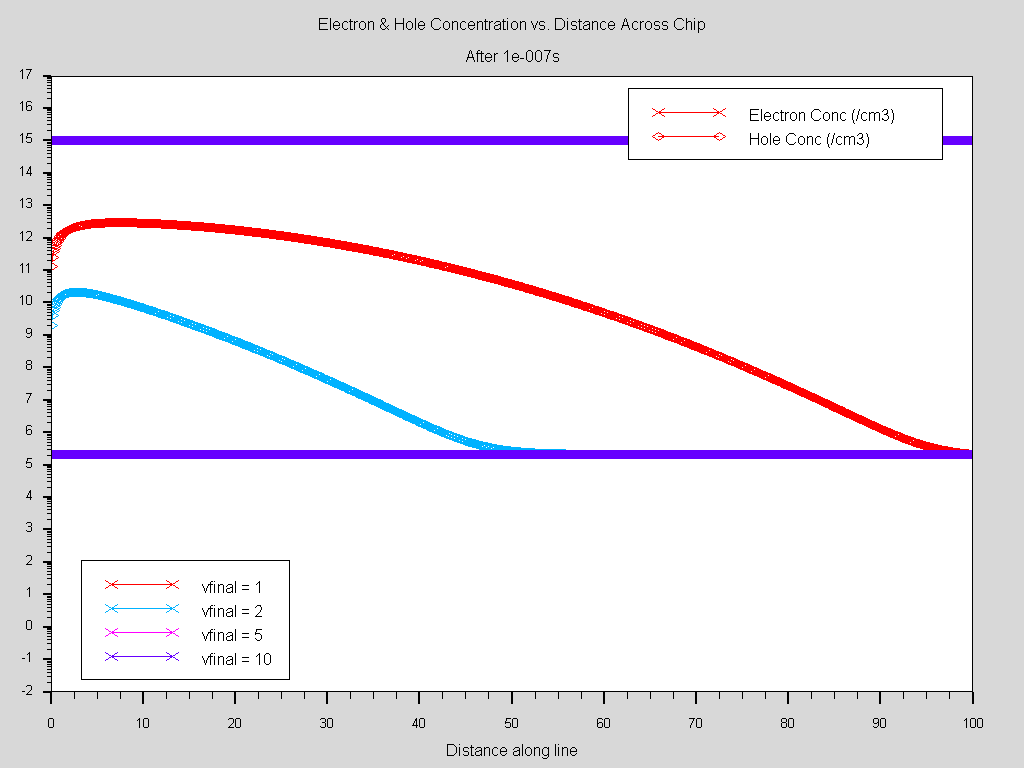 Electron & Hole Concentration vs. Distance Across Chip
After 1e-007s
17
16
15
14
13
12
11
10
9
8
7
6
5
4
3
2
1
0
-1
-2
Electron Conc (/cm3)
Hole Conc (/cm3)
vfinal = 1
vfinal = 2
vfinal = 5
vfinal = 10
0 10 20 30 40 50 60 70 80 90 100
Distance along line